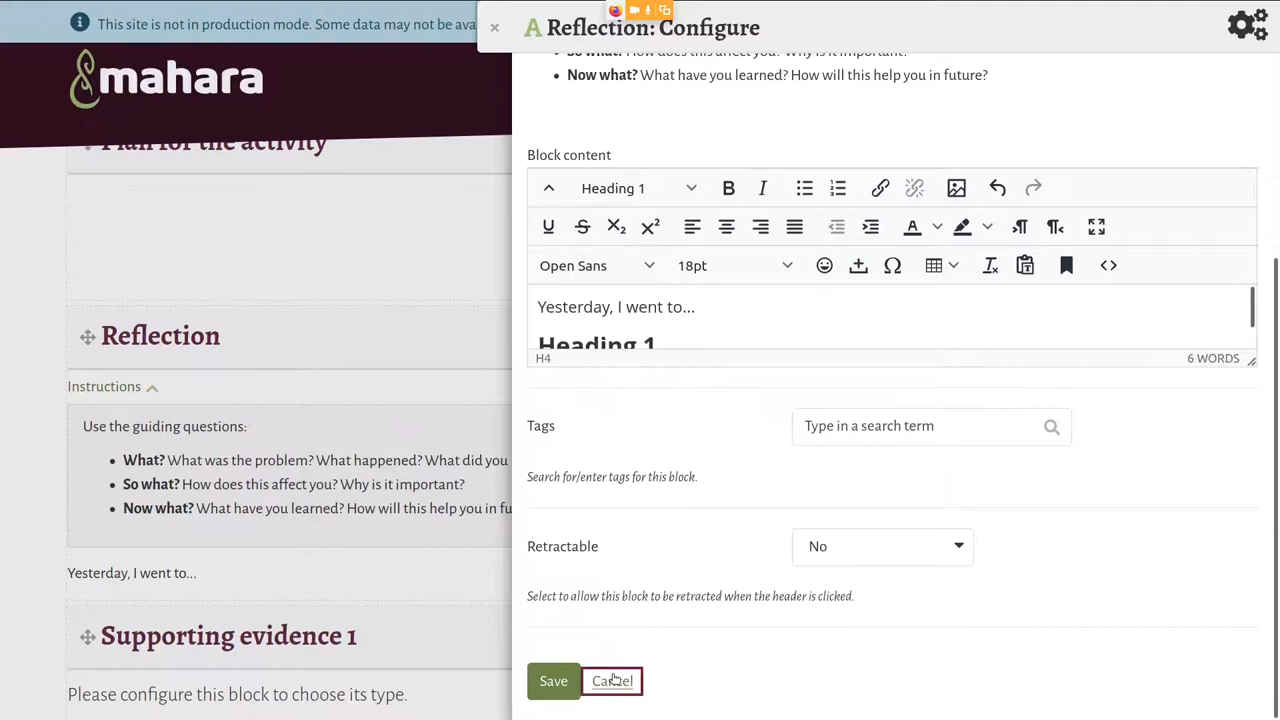 This site is not in production mode. Some data may not be ava
A Reflection: Configure
mahara
So what? How does this affect you? Why is it important?
Now what? What have you learned? How will this help you in future?
Plan for the activity
Block content
Heading 1
Open Sans
18pt
Yesterday, I went to...
Heading 1
H4
6 WORDS
Reflection
Instructions
Use the guiding questions:
What? What was the problem? What happened? What did you
So what? How does this affect you? Why is it important?
Now what? What have you learned? How will this help you in fu
Yesterday, I went to...
Supporting evidence 1
Please configure this block to choose its type.
Tags
Type in a search term
Search for/enter tags for this block.
Retractable
No
Select to allow this block to be retracted when the header is clicked.
Save
Cancel